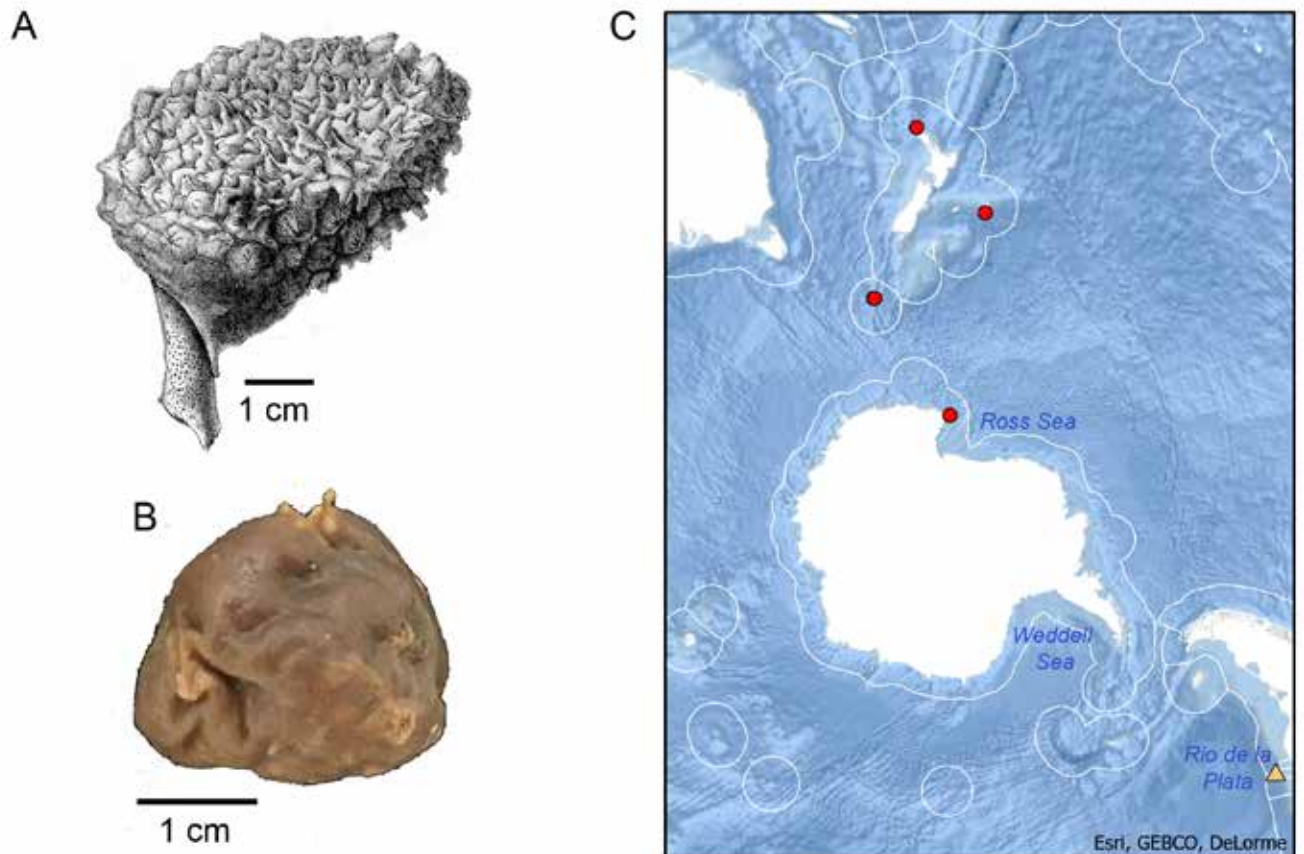 A
1 cm
B
1 cm
C
Ross Sea
Weddell
Sea
Rio de la
Plata
Esri, GEBCO, DeLorme